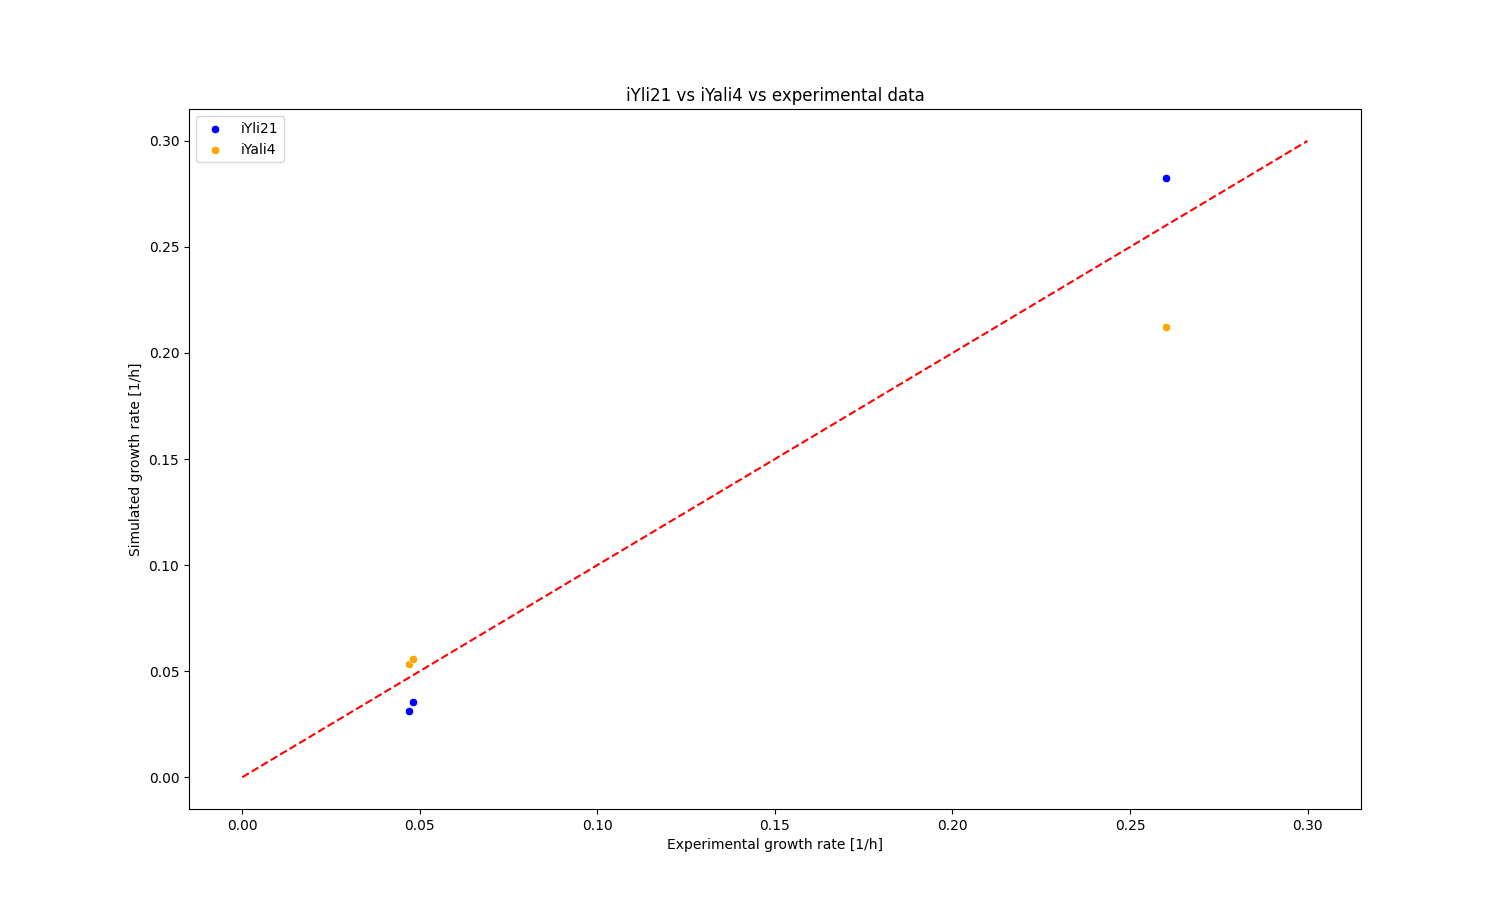 iYli21 vs iYali4 vs experimental data
iYli21
iYali4
0.30
0.25
0.20
0.15
0.10
0.05
0.00
Simulated growth rate [1/h]
0.00 0.05 0.10 0.15 0.20 0.25 0.30
Experimental growth rate [1/h]